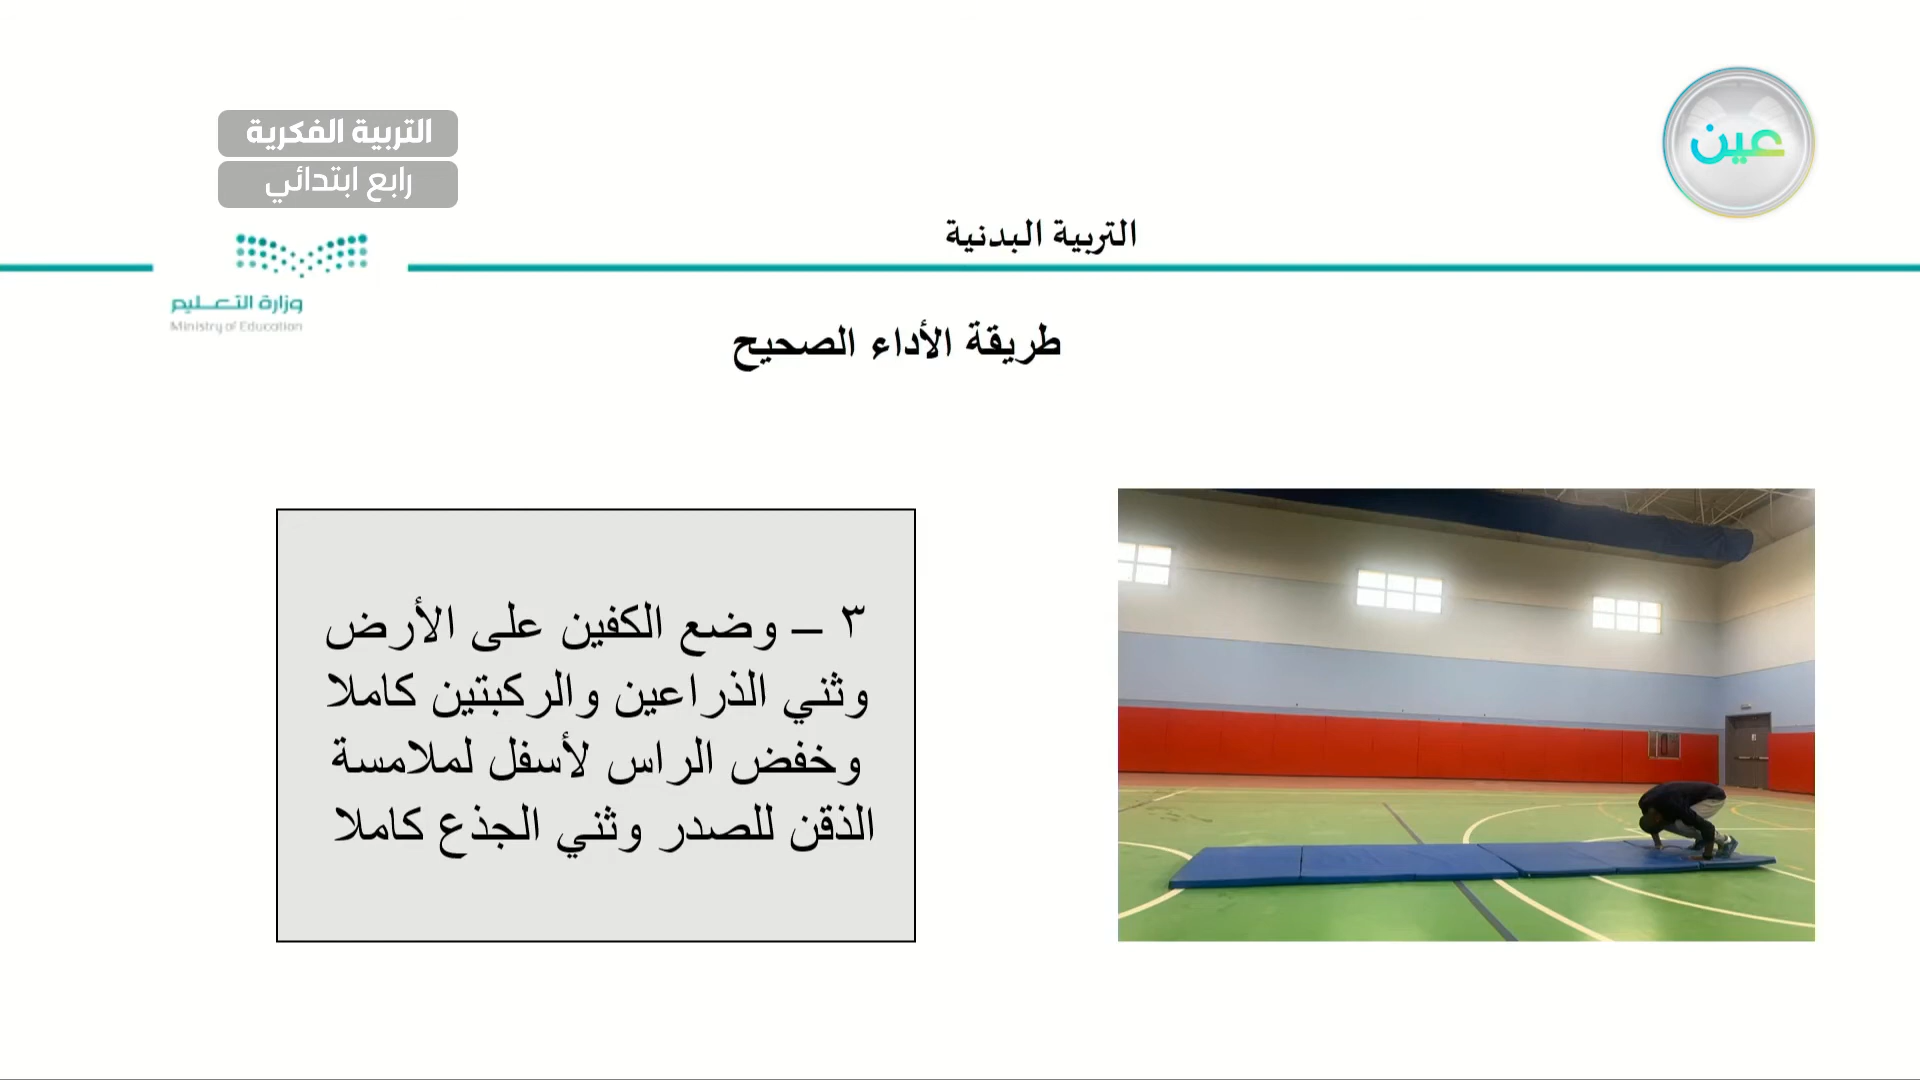 عين
التربية الفكرية
رابع ابتدائي
التربية البدنية
وزارة التعليم
Ministry of Education
طريقة الأداء الصحيح
٣ – وضع الكفين على الأرض
وثني الذراعين والركبتين كاملا
وخفض الراس لأسفل لملامسة
الذقن للصدر وثني الجذع كاملا